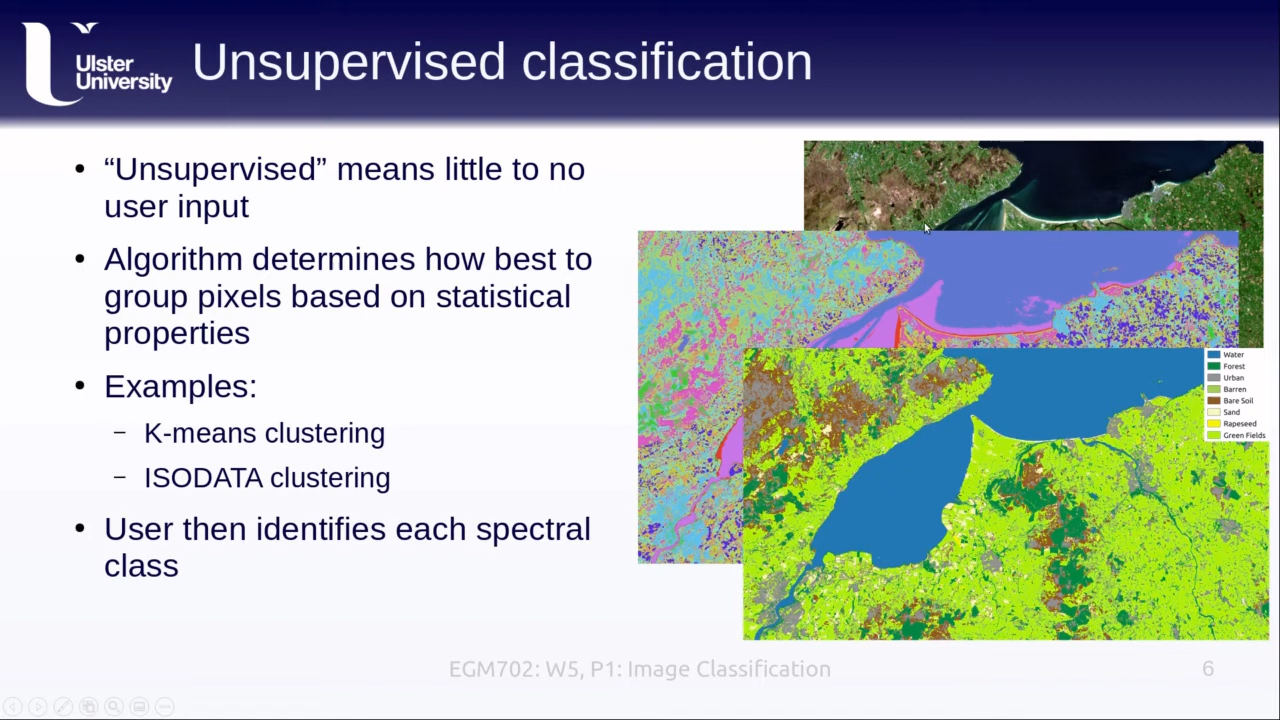 Ulster
University
Unsupervised classification
• “Unsupervised” means little to no
user input
• Algorithm determines how best to
group pixels based on statistical
properties
• Examples:
– K-means clustering
– ISODATA clustering
• User then identifies each spectral
class
Water
Forest
Urban
Barren
Bare Soil
Sand
Rapeseed
Green Fields
EGM702: W5, P1: Image Classification
6